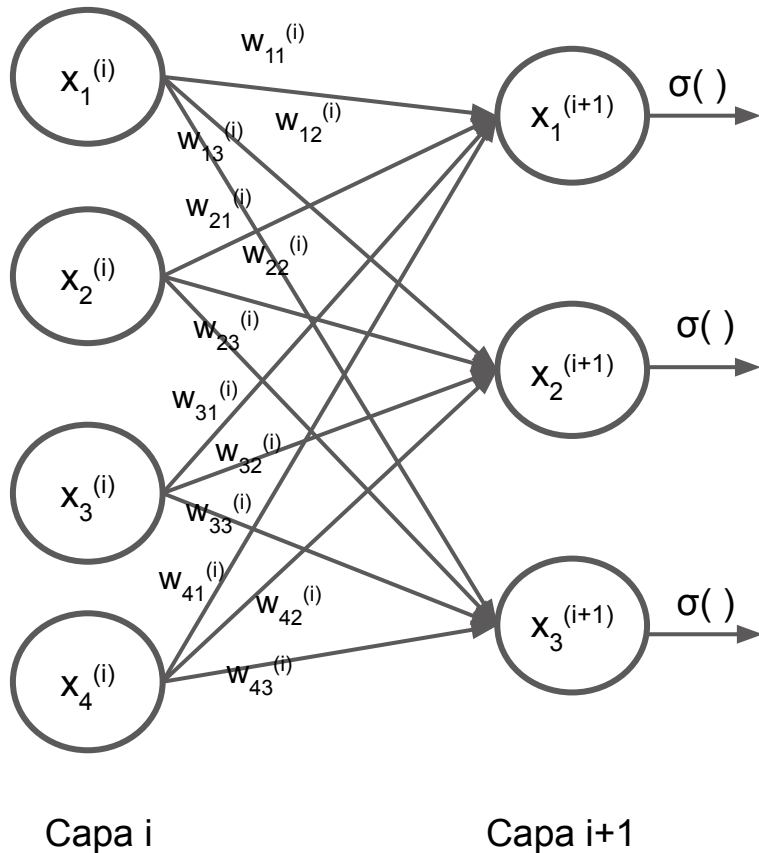 w₁₁⁽ⁱ⁾
x₁⁽ⁱ⁾
σ( )
w₁₂⁽ⁱ⁾
x₁⁽ⁱ⁺¹⁾
w₁₃⁽ⁱ⁾
w₂₁⁽ⁱ⁾
w₂₂⁽ⁱ⁾
x₂⁽ⁱ⁾
w₂₃⁽ⁱ⁾
σ( )
x₂⁽ⁱ⁺¹⁾
w₃₁⁽ⁱ⁾
w₃₂⁽ⁱ⁾
x₃⁽ⁱ⁾
w₃₃⁽ⁱ⁾
w₄₁⁽ⁱ⁾
w₄₂⁽ⁱ⁾
σ( )
x₃⁽ⁱ⁺¹⁾
x₄⁽ⁱ⁾
w₄₃⁽ⁱ⁾
Capa i
Capa i+1